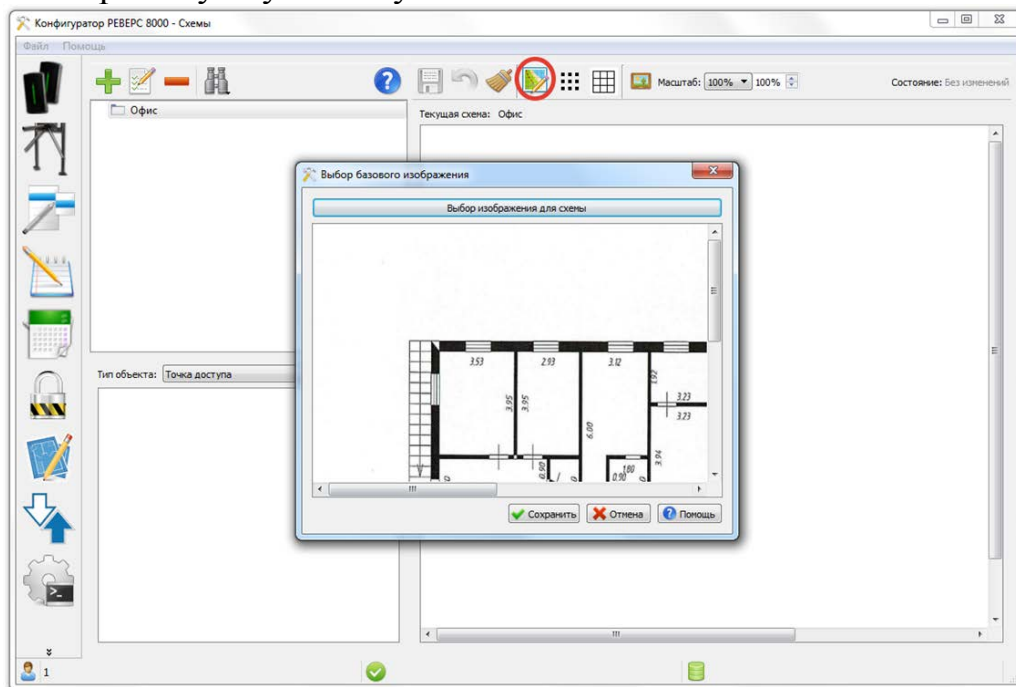 Конфигуратор РЕВЕРС 8000 - Схемы
Файл Помощь
Масштаб: 100% 100%
Состояние: Без изменений
Офис
Текущая схема: Офис
Выбор базового изображения
Выбор изображения для схемы
3.53 2.93 3.12
1.92
3.23
3.95 3.95
3.23
6.00
3.94
0.90 0.90 1.80
Тип объекта: Точка доступа
Сохранить Отмена Помощь
1